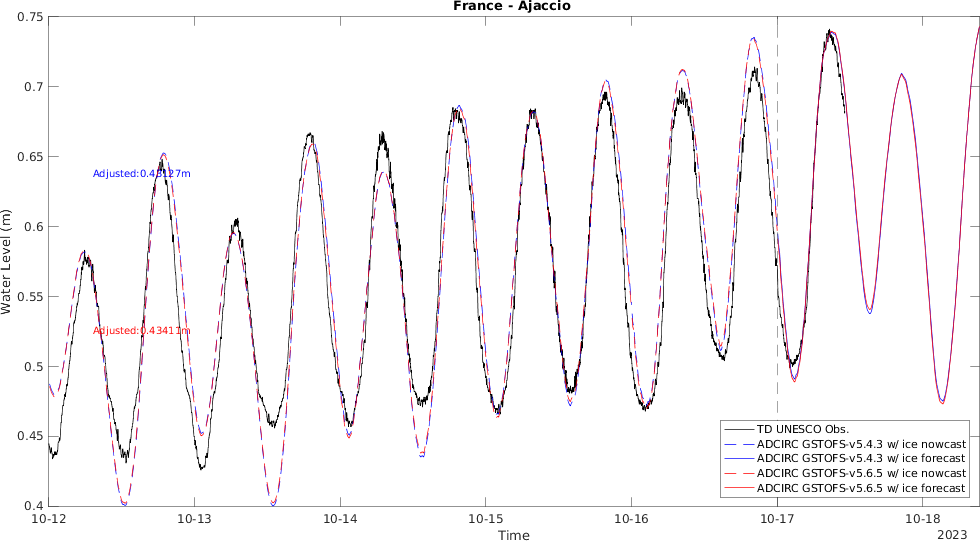 France - Ajaccio
0.75
0.7
0.65
0.6
0.55
0.5
0.45
0.4
Water Level (m)
Adjusted:0.43127m
Adjusted:0.43411m
TD UNESCO Obs.
ADCIRC GSTOFS-v5.4.3 w/ ice nowcast
ADCIRC GSTOFS-v5.4.3 w/ ice forecast
ADCIRC GSTOFS-v5.6.5 w/ ice nowcast
ADCIRC GSTOFS-v5.6.5 w/ ice forecast
10-12 10-13 10-14 10-15 10-16 10-17 10-18
Time
2023